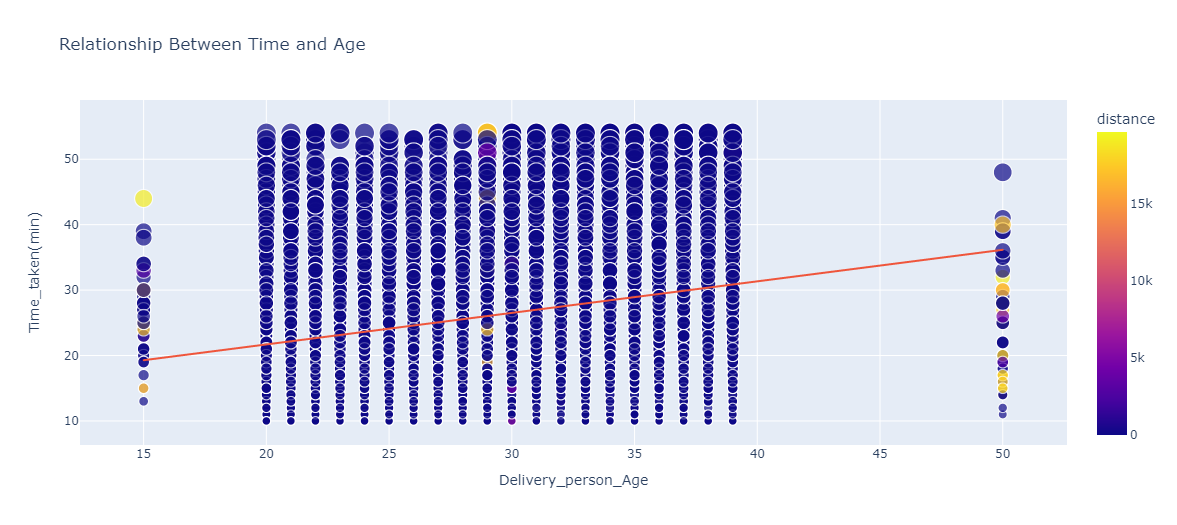 Relationship Between Time and Age
distance
Time_taken(min)
50
40
30
20
10
15k
10k
5k
0
15
20
25
30
35
40
45
50
Delivery_person_Age